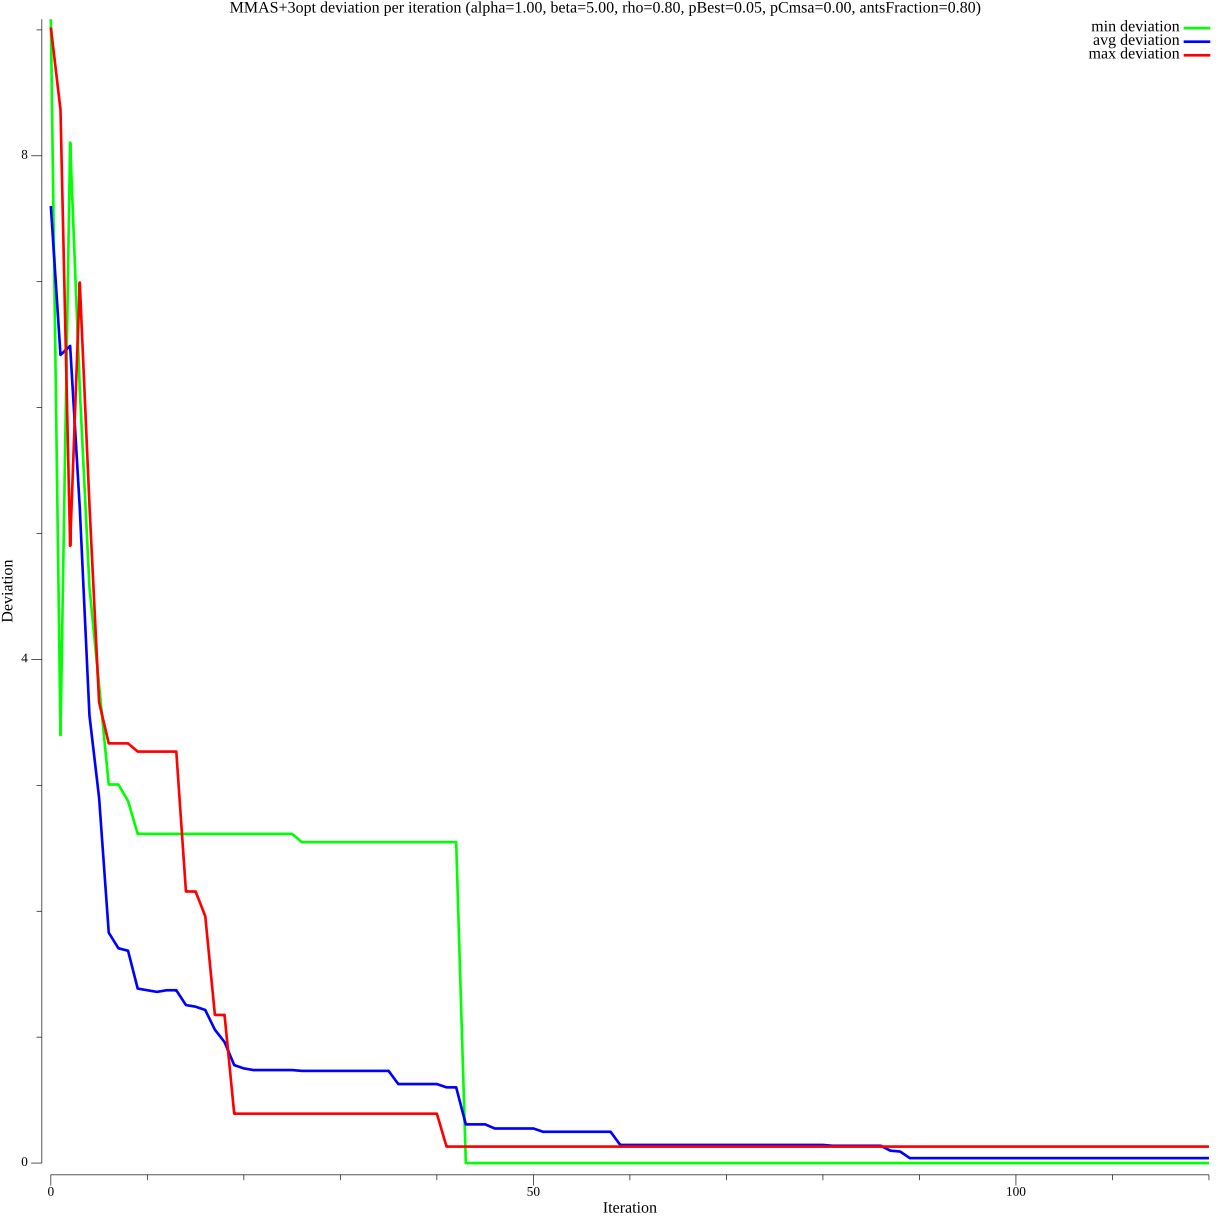 MMAS+3opt deviation per iteration (alpha=1.00, beta=5.00, rho=0.80, pBest=0.05, pCmsa=0.00, antsFraction=0.80)
min deviation
avg deviation
max deviation
8
Deviation
4
0
0
50
100
Iteration